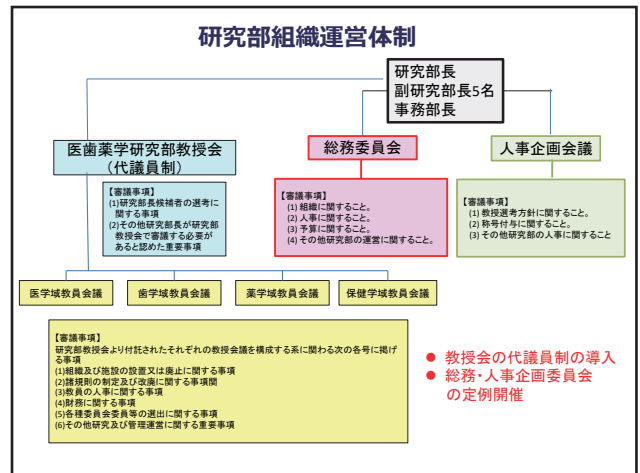 研究部組織運営体制
研究部長
副研究部長5名
事務部長
医歯薬学研究部教授会
(代議員制)
総務委員会
人事企画会議
【審議事項】
(1)研究部長候補者の選考に
関する事項
(2)その他研究部長が研究部
教授会で審議する必要が
あると認めた重要事項
【審議事項】
(1) 組織に関すること。
(2) 人事に関すること。
(3) 予算に関すること。
(4) その他研究部の運営に関すること。
【審議事項】
(1) 教授選考方針に関すること。
(2) 称号付与に関すること。
(3) その他研究部の人事に関すること
医学域教員会議
歯学域教員会議
薬学域教員会議
保健学域教員会議
【審議事項】
研究部教授会より付託されたそれぞれの教授会議を構成する系に関わる次の各号に掲げ
る事項
(1)組織及び施設の設置又は廃止に関する事項
(2)諸規則の制定及び改廃に関する事項関
(3)教員の人事に関する事項
(4)財務に関する事項
(5)各種委員会委員等の選出に関する事項
(6)その他研究及び管理運営に関する重要事項
● 教授会の代議員制の導入
● 総務・人事企画委員会
の定例開催